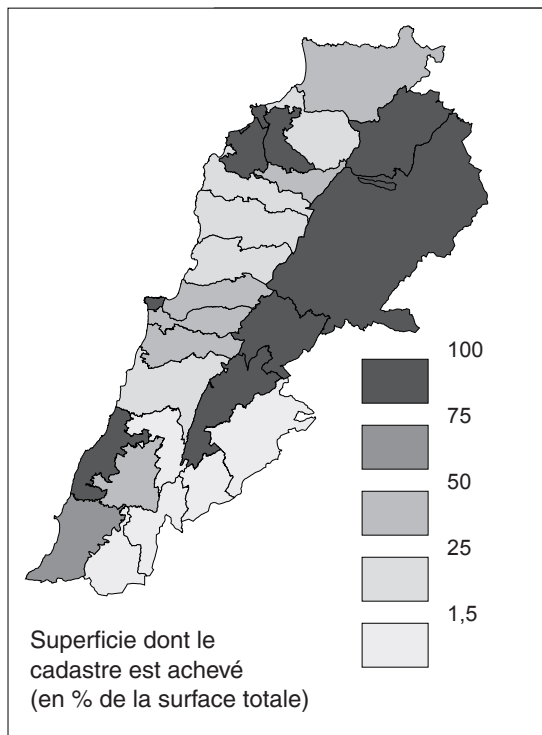 100
75
50
25
1,5
Superficie dont le
cadastre est achevé
(en % de la surface totale)